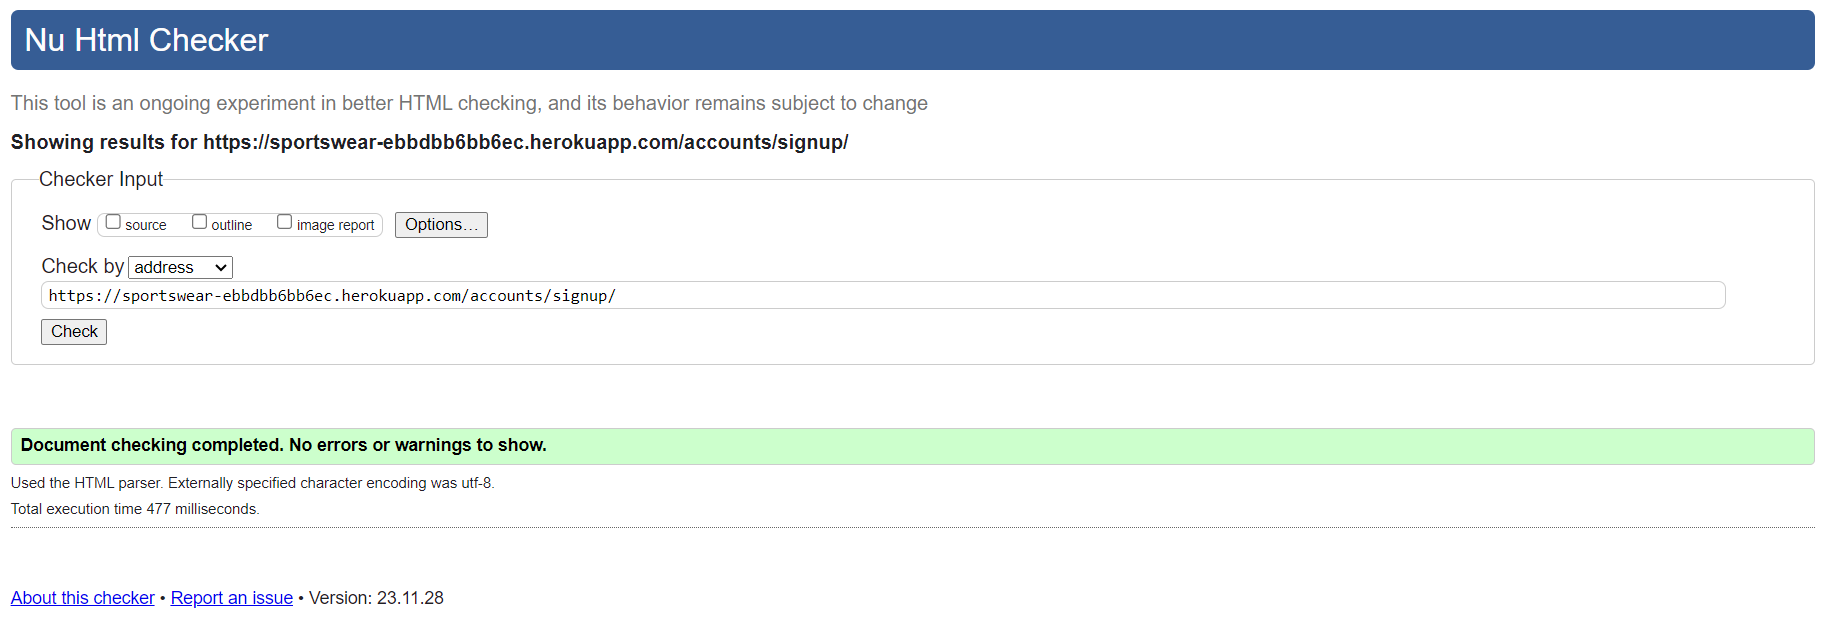 Nu Html Checker
This tool is an ongoing experiment in better HTML checking, and its behavior remains subject to change
Showing results for https://sportswear-ebbdbb6bb6ec.herokuapp.com/accounts/signup/
Checker Input
Show source outline image report Options…
Check by address
https://sportswear-ebbdbb6bb6ec.herokuapp.com/accounts/signup/
Check
Document checking completed. No errors or warnings to show.
Used the HTML parser. Externally specified character encoding was utf-8.
Total execution time 477 milliseconds.
About this checker • Report an issue • Version: 23.11.28